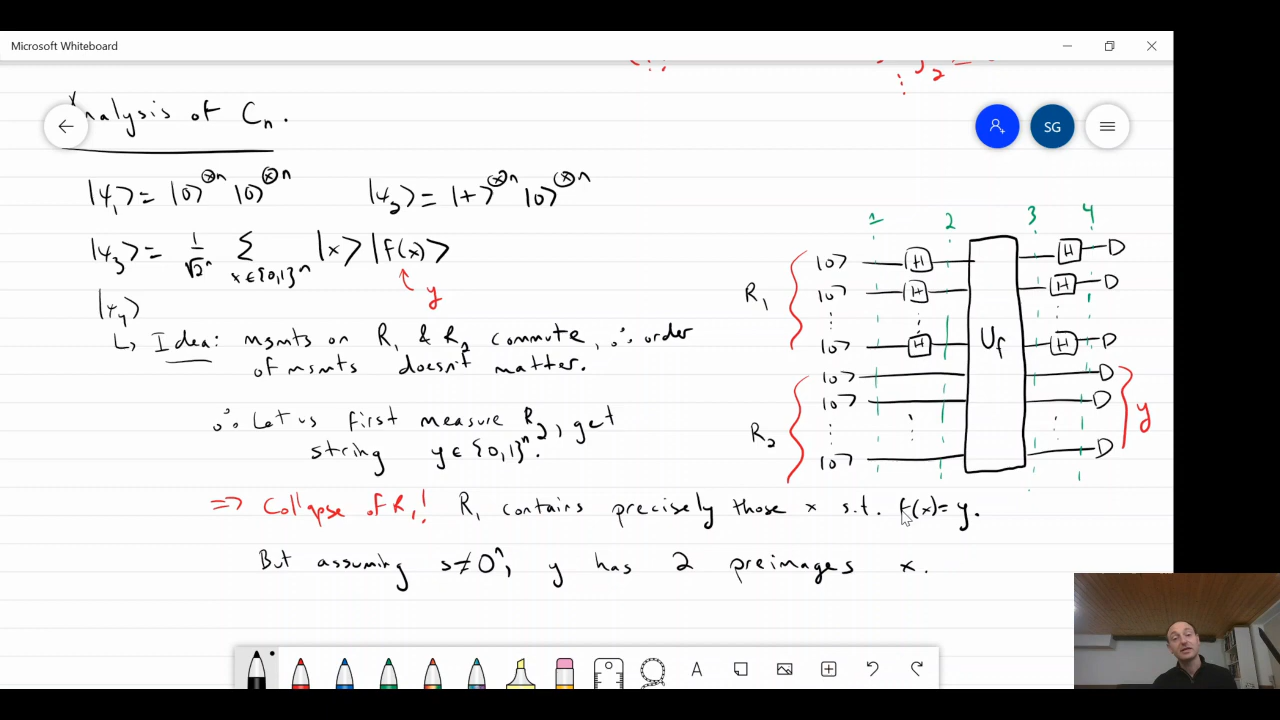 Microsoft Whiteboard
Analysis of Cₙ.
SG
|ψ₁⟩ = |0⟩^⊗n |0⟩^⊗n    |ψ₂⟩ = |+⟩^⊗n |0⟩^⊗n
|ψ₃⟩ = 1/√2ⁿ Σ_{x∈{0,1}ⁿ} |x⟩ |f(x)⟩
y
|ψ₄⟩
↳ Idea: msmts on R₁ & R₂ commute, ∴ order
of msmts doesn't matter.
∴ Let us first measure R₂, get
string y ∈ {0,1}ⁿ.
=> Collapse of R₁! R₁ contains precisely those x s.t. f(x)=y.
But assuming s≠0ⁿ, y has 2 preimages x.
1 2 3 4
R₁
|0⟩ H H
|0⟩ H H
|0⟩ H H
U_f
R₂
|0⟩
|0⟩
|0⟩
y
A